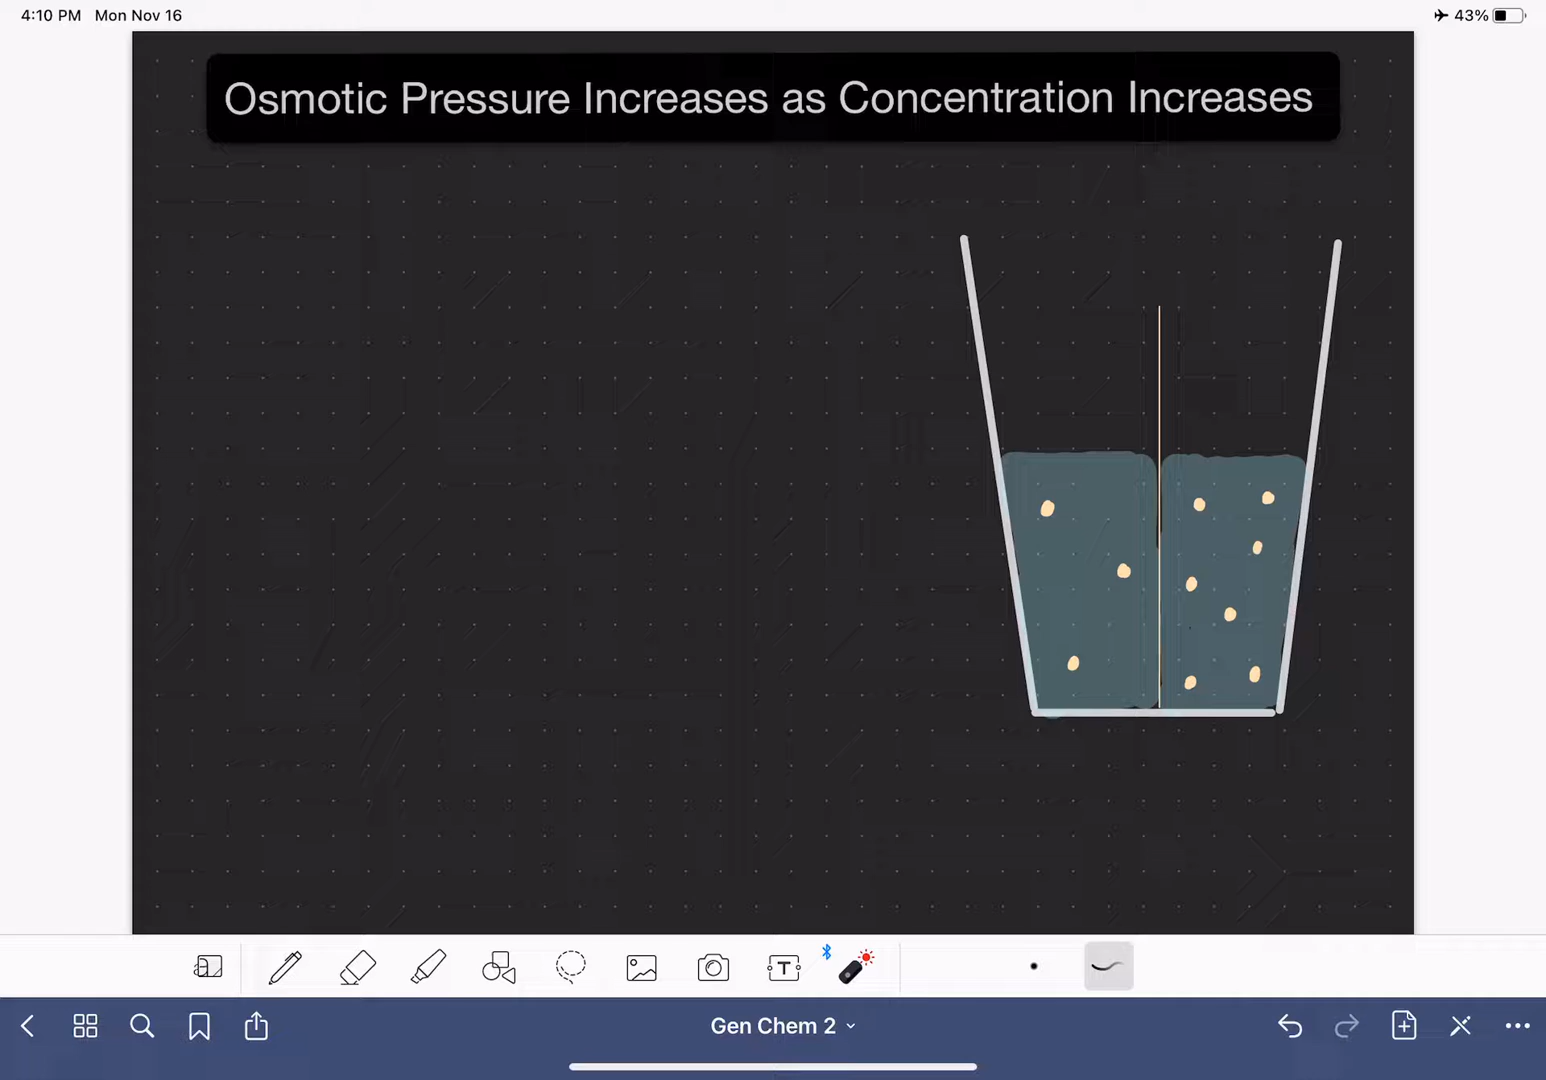 4:10 PM Mon Nov 16
43%
Osmotic Pressure Increases as Concentration Increases
T
Gen Chem 2